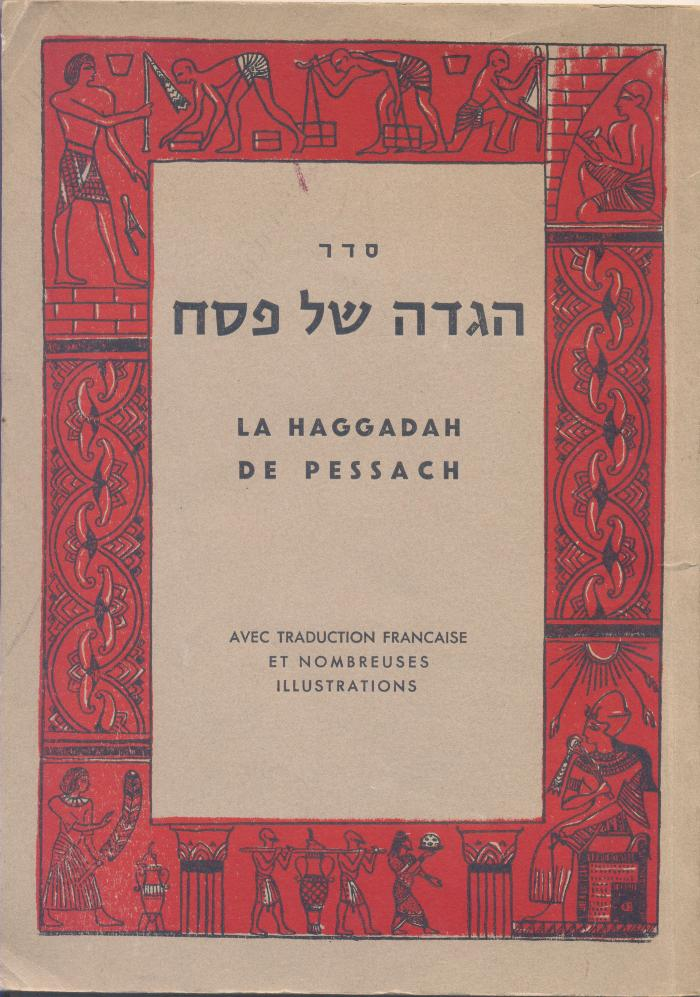 סדר
הגדה של פסח
LA HAGGADAH
DE PESSACH
AVEC TRADUCTION FRANCAISE
ET NOMBREUSES
ILLUSTRATIONS